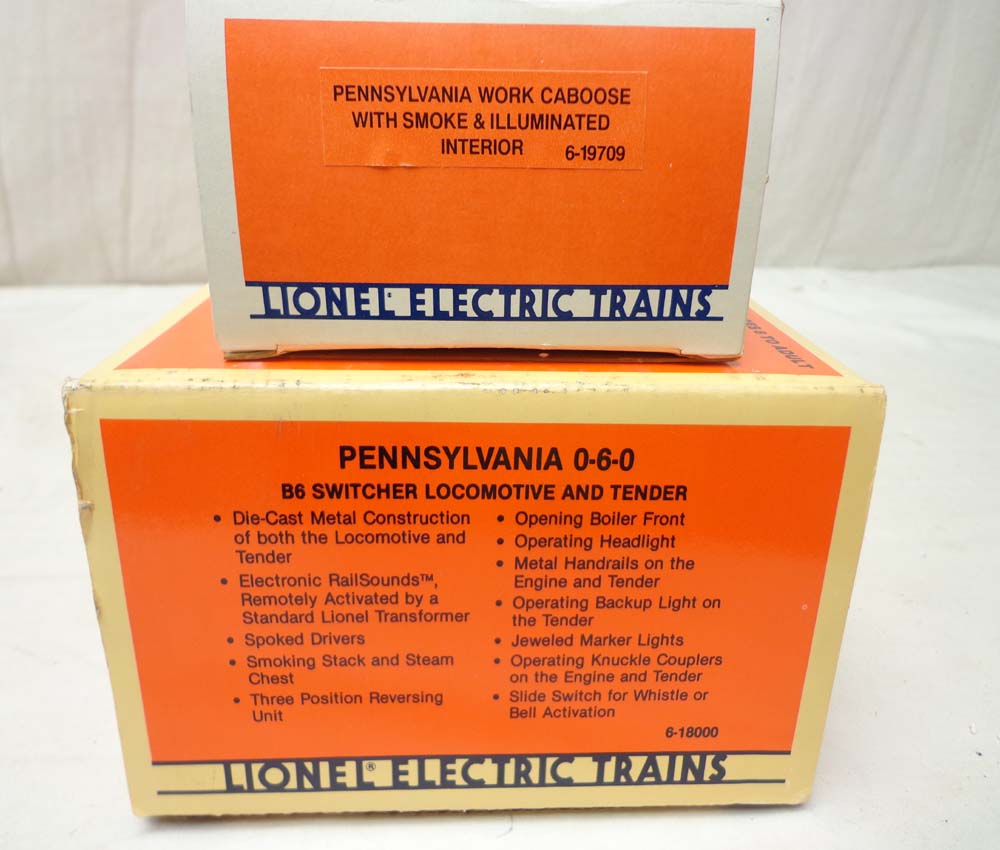 PENNSYLVANIA WORK CABOOSE
WITH SMOKE & ILLUMINATED
INTERIOR 6-19709
LIONEL ELECTRIC TRAINS
8 TO ADULT
PENNSYLVANIA 0-6-0
B6 SWITCHER LOCOMOTIVE AND TENDER
• Die-Cast Metal Construction
of both the Locomotive and
Tender
• Electronic RailSounds™,
Remotely Activated by a
Standard Lionel Transformer
• Spoked Drivers
• Smoking Stack and Steam
Chest
• Three Position Reversing
Unit
• Opening Boiler Front
• Operating Headlight
• Metal Handrails on the
Engine and Tender
• Operating Backup Light on
the Tender
• Jeweled Marker Lights
• Operating Knuckle Couplers
on the Engine and Tender
• Slide Switch for Whistle or
Bell Activation
6-18000
LIONEL® ELECTRIC TRAINS